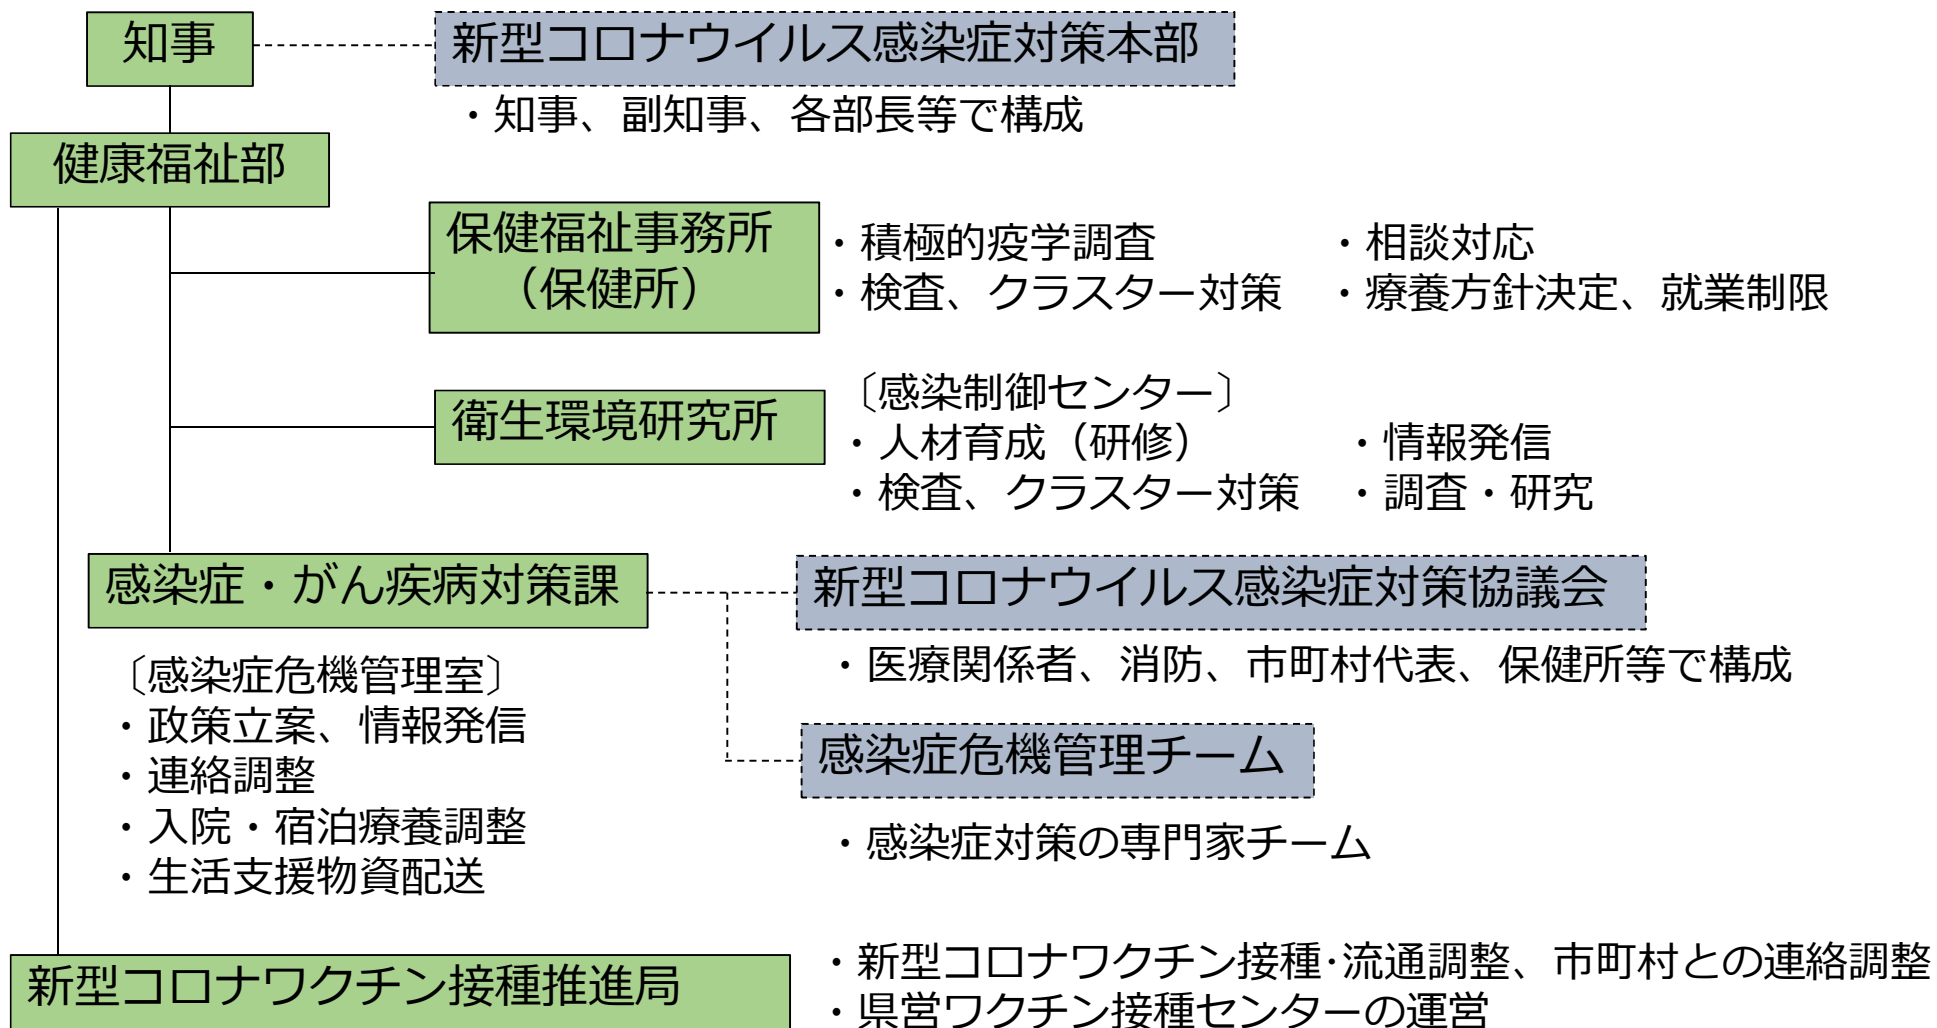 知事
新型コロナウイルス感染症対策本部
・知事、副知事、各部長等で構成
健康福祉部
保健福祉事務所
（保健所）
・積極的疫学調査
・相談対応
・検査、クラスター対策
・療養方針決定、就業制限
衛生環境研究所
〔感染制御センター〕
・人材育成（研修）
・情報発信
・検査、クラスター対策
・調査・研究
感染症・がん疾病対策課
新型コロナウイルス感染症対策協議会
・医療関係者、消防、市町村代表、保健所等で構成
〔感染症危機管理室〕
・政策立案、情報発信
・連絡調整
・入院・宿泊療養調整
・生活支援物資配送
感染症危機管理チーム
・感染症対策の専門家チーム
新型コロナワクチン接種推進局
・新型コロナワクチン接種･流通調整、市町村との連絡調整
・県営ワクチン接種センターの運営